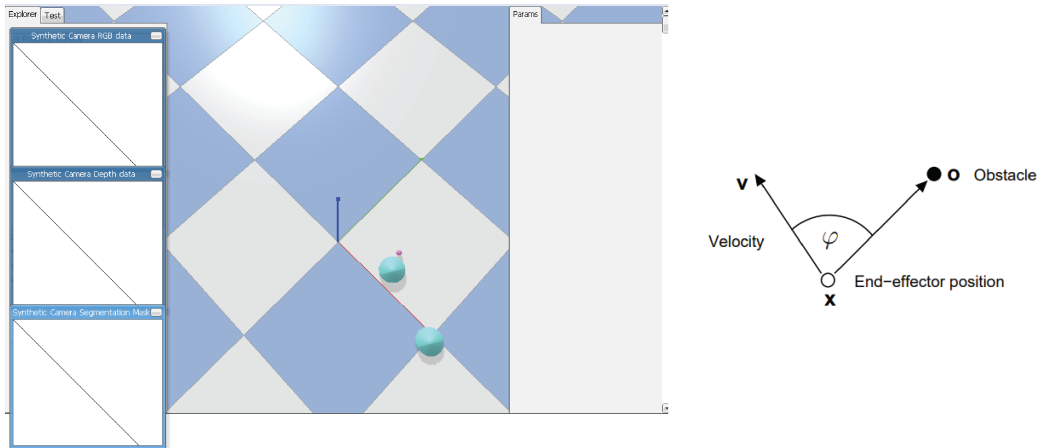 Explorer Test
Params
Synthetic Camera RGB data
Synthetic Camera Depth data
Synthetic Camera Segmentation Mask
v
o Obstacle
Velocity
φ
End-effector position
x